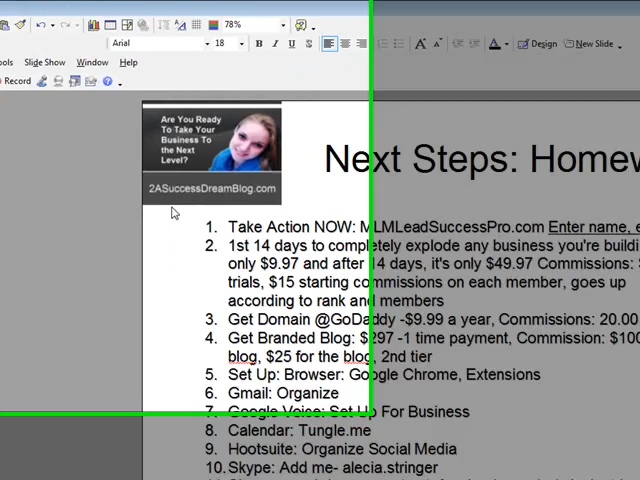 78%
Arial
18
B I U S
Design
New Slide
ools Slide Show Window Help
Record
Are You Ready
To Take Your
Business To
the Next
Level?
2ASuccessDreamBlog.com
Next Steps: Homew
1. Take Action NOW: MLMLeadSuccessPro.com Enter name, e
2. 1st 14 days to completely explode any business you're buildi
only $9.97 and after 14 days, it's only $49.97 Commissions: $
trials, $15 starting commissions on each member, goes up
according to rank and members
3. Get Domain @GoDaddy -$9.99 a year, Commissions: 20.00
4. Get Branded Blog: $297 -1 time payment, Commission: $100
blog, $25 for the blog, 2nd tier
5. Set Up: Browser: Google Chrome, Extensions
6. Gmail: Organize
7. Google Voice: Set Up For Business
8. Calendar: Tungle.me
9. Hootsuite: Organize Social Media
10. Skype: Add me- alecia.stringer